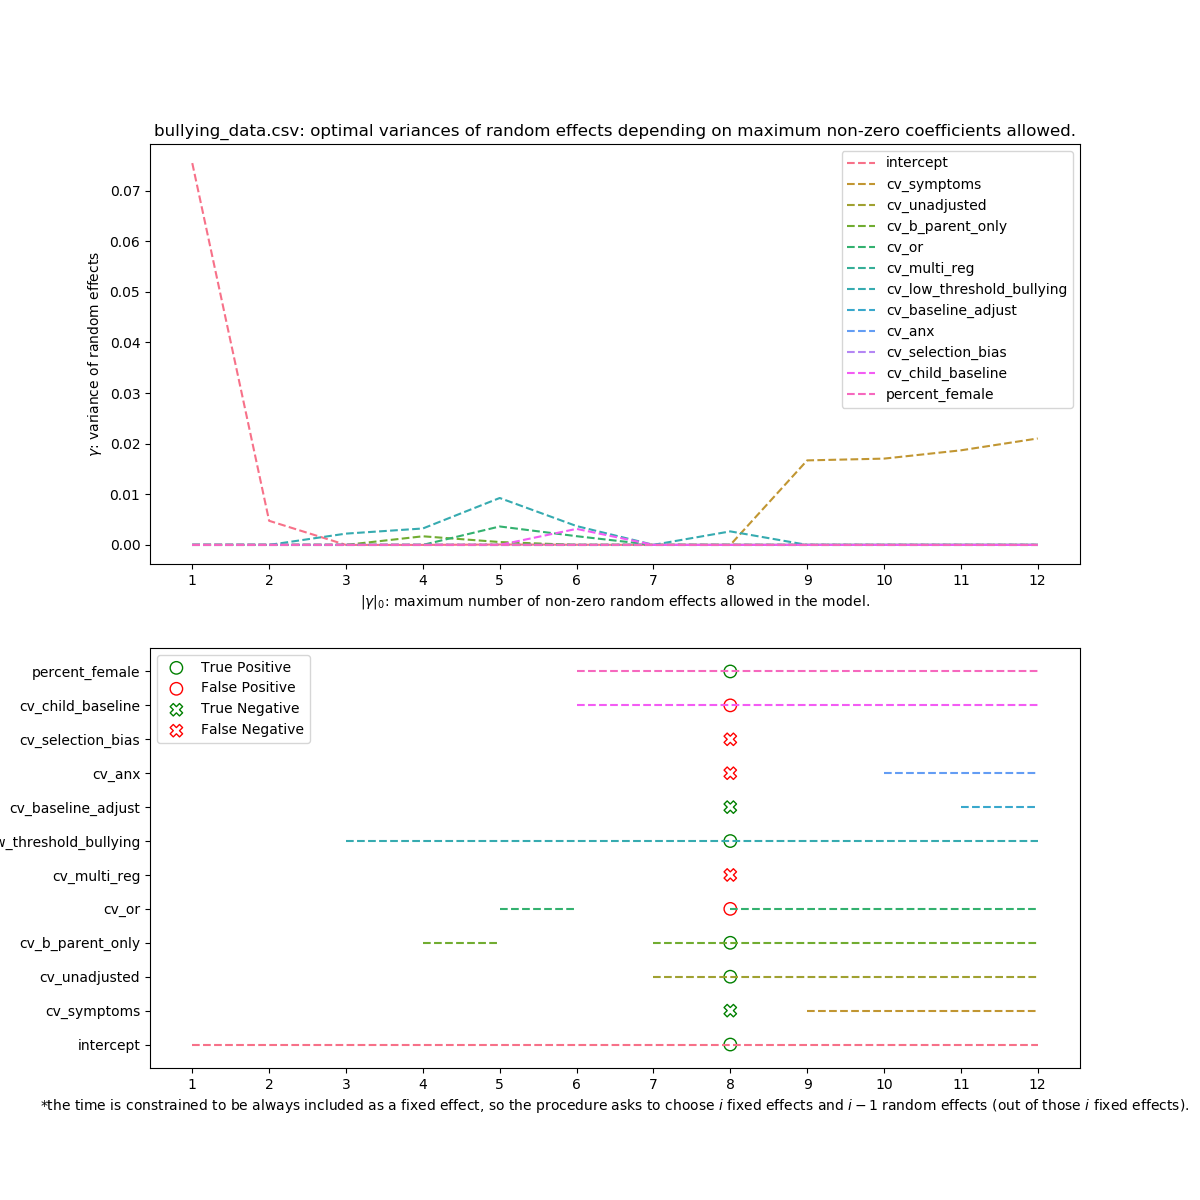 bullying_data.csv: optimal variances of random effects depending on maximum non-zero coefficients allowed.
γ: variance of random effects
0.07
0.06
0.05
0.04
0.03
0.02
0.01
0.00
intercept
cv_symptoms
cv_unadjusted
cv_b_parent_only
cv_or
cv_multi_reg
cv_low_threshold_bullying
cv_baseline_adjust
cv_anx
cv_selection_bias
cv_child_baseline
percent_female
1 2 3 4 5 6 7 8 9 10 11 12
|γ|₀: maximum number of non-zero random effects allowed in the model.
True Positive
False Positive
True Negative
False Negative
percent_female
cv_child_baseline
cv_selection_bias
cv_anx
cv_baseline_adjust
w_threshold_bullying
cv_multi_reg
cv_or
cv_b_parent_only
cv_unadjusted
cv_symptoms
intercept
1 2 3 4 5 6 7 8 9 10 11 12
*the time is constrained to be always included as a fixed effect, so the procedure asks to choose i fixed effects and i − 1 random effects (out of those i fixed effects).